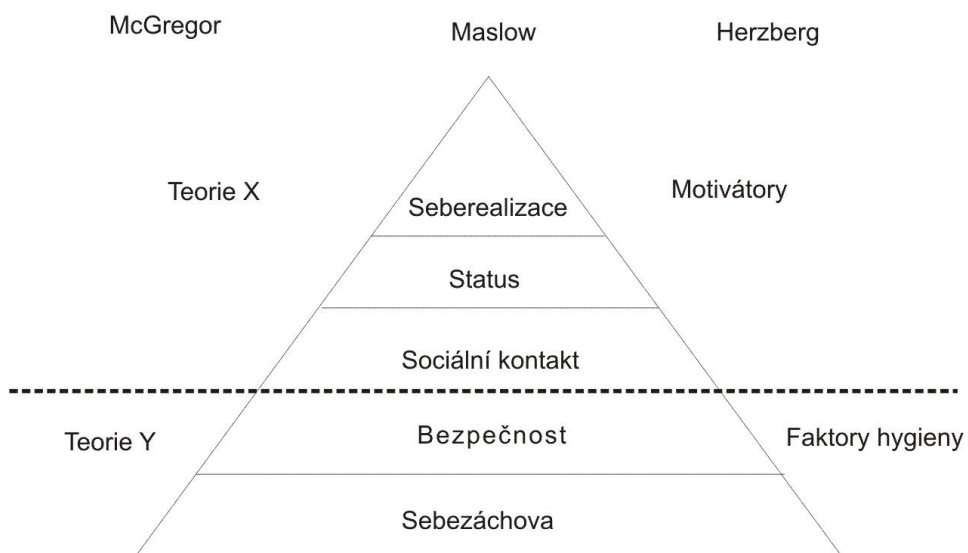 McGregor
Maslow
Herzberg
Teorie X
Motivátory
Seberealizace
Status
Sociální kontakt
Teorie Y
Bezpečnost
Faktory hygieny
Sebezáchova